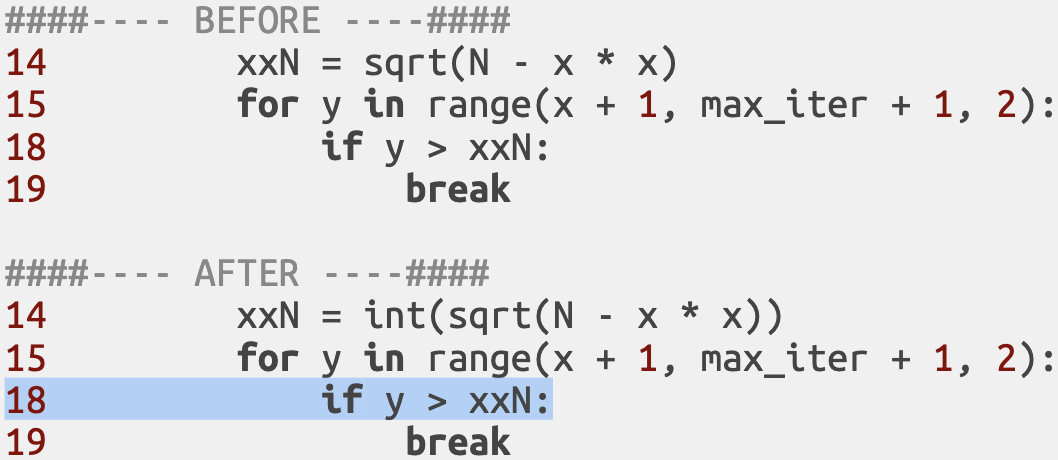 ####---- BEFORE ----####
14         xxN = sqrt(N - x * x)
15         for y in range(x + 1, max_iter + 1, 2):
18             if y > xxN:
19                 break
####---- AFTER ----####
14         xxN = int(sqrt(N - x * x))
15         for y in range(x + 1, max_iter + 1, 2):
18             if y > xxN:
19                 break